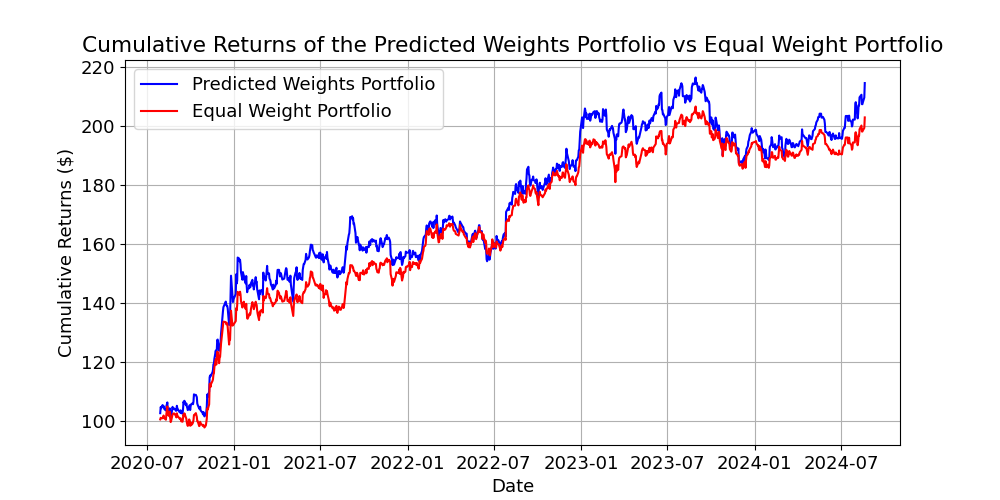 Cumulative Returns of the Predicted Weights Portfolio vs Equal Weight Portfolio
Predicted Weights Portfolio
Equal Weight Portfolio
Cumulative Returns ($)
220
200
180
160
140
120
100
2020-07 2021-01 2021-07 2022-01 2022-07 2023-01 2023-07 2024-01 2024-07
Date